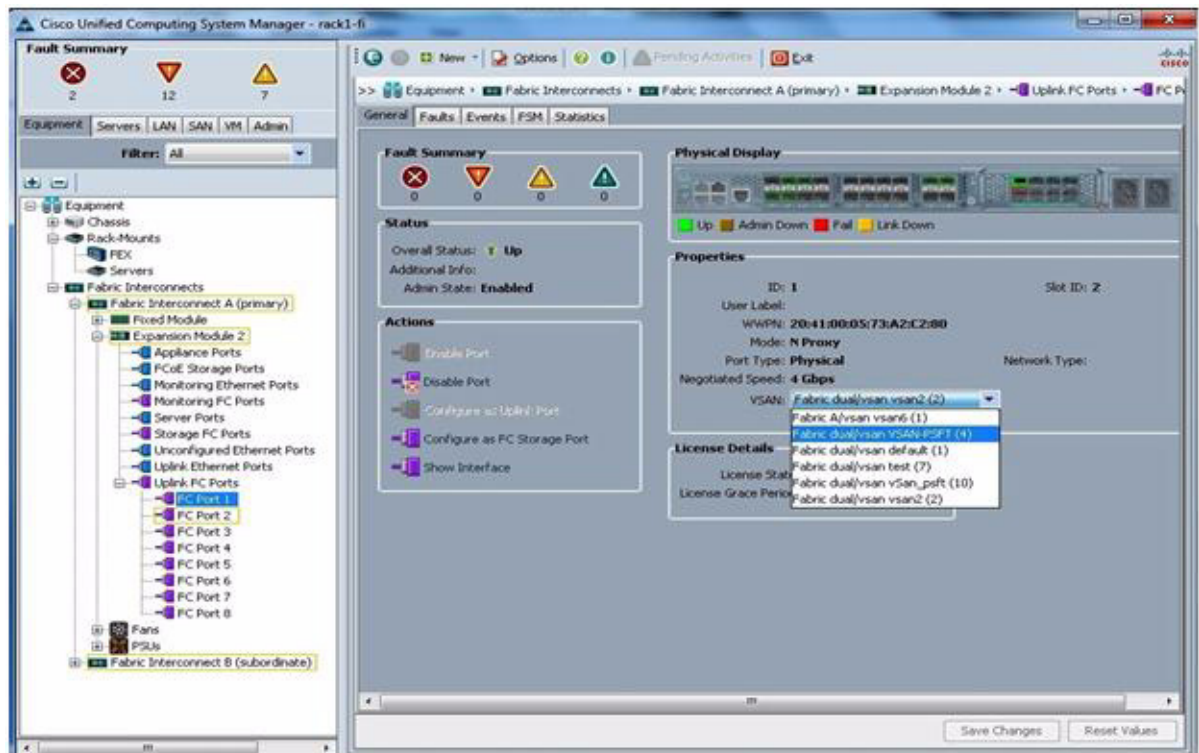 Cisco Unified Computing System Manager - rack1-fi
Fault Summary
2 12 7
Equipment Servers LAN SAN VM Admin
Filter: All
Equipment
Chassis
Rack-Mounts
FEX
Servers
Fabric Interconnects
Fabric Interconnect A (primary)
Fixed Module
Expansion Module 2
Appliance Ports
FCoE Storage Ports
Monitoring Ethernet Ports
Monitoring FC Ports
Server Ports
Storage FC Ports
Unconfigured Ethernet Ports
Uplink Ethernet Ports
Uplink FC Ports
FC Port 1
FC Port 2
FC Port 3
FC Port 4
FC Port 5
FC Port 6
FC Port 7
FC Port 8
Fans
PSUs
Fabric Interconnect B (subordinate)
New Options Pending Activities Exit
CISCO
>> Equipment Fabric Interconnects Fabric Interconnect A (primary) Expansion Module 2 Uplink FC Ports FC P
General Faults Events FSM Statistics
Fault Summary
0 0 0 0
Status
Overall Status: Up
Additional Info:
Admin State: Enabled
Actions
Enable Port
Disable Port
Configure as Uplink Port
Configure as FC Storage Port
Show Interface
Physical Display
Up Admin Down Fail Link Down
Properties
ID: 1 Slot ID: 2
User Label:
WWPN: 20:41:00:05:73:A2:C2:80
Mode: N Proxy
Port Type: Physical Network Type:
Negotiated Speed: 4 Gbps
VSAN: Fabric dual/vsan vsan2 (2)
Fabric A/vsan vsan6 (1)
Fabric dual/vsan VSAN-PSFT (4)
Fabric dual/vsan default (1)
Fabric dual/vsan test (7)
Fabric dual/vsan vSan_psft (10)
Fabric dual/vsan vsan2 (2)
License Details
License Stat
License Grace Perio
Save Changes Reset Values